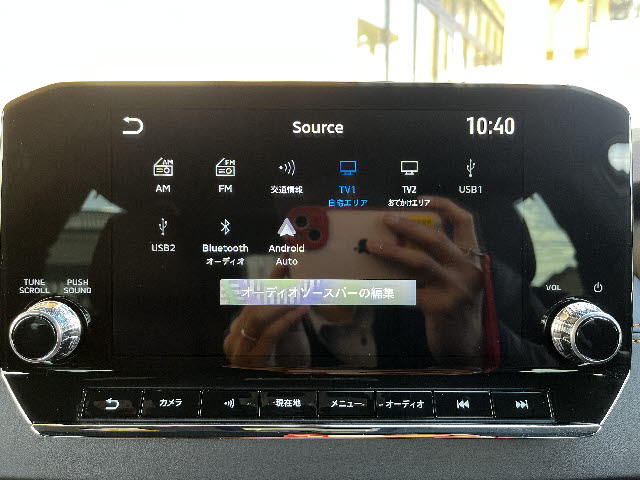 Source
10:40
AM
FM
AM
FM
交通情報
TV1
自宅エリア
TV2
おでかけエリア
USB1
USB2
Bluetooth
オーディオ
Android
Auto
オーディオソースバーの編集
TUNE
SCROLL
PUSH
SOUND
VOL
カメラ
現在地
メニュー
オーディオ